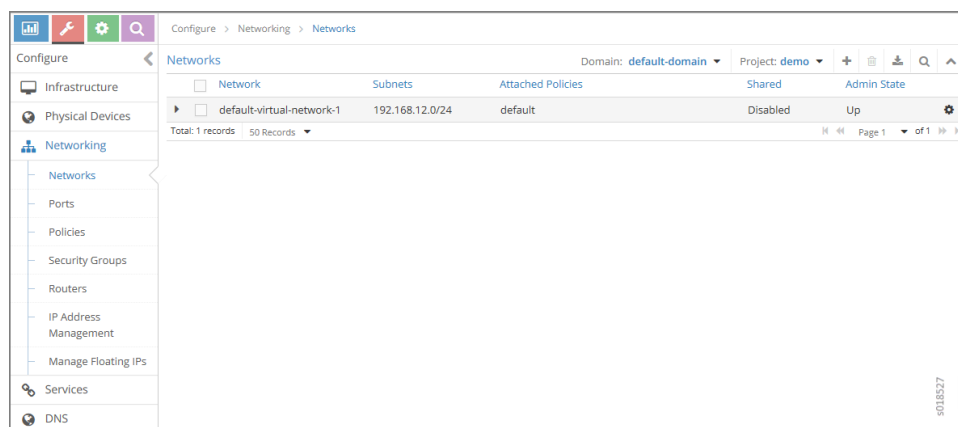 Configure > Networking > Networks
Configure
Infrastructure
Physical Devices
Networking
Networks
Ports
Policies
Security Groups
Routers
IP Address
Management
Manage Floating IPs
Services
DNS
Networks Domain: default-domain Project: demo
Network Subnets Attached Policies Shared Admin State
default-virtual-network-1 192.168.12.0/24 default Disabled Up
Total: 1 records 50 Records Page 1 of 1
s018527